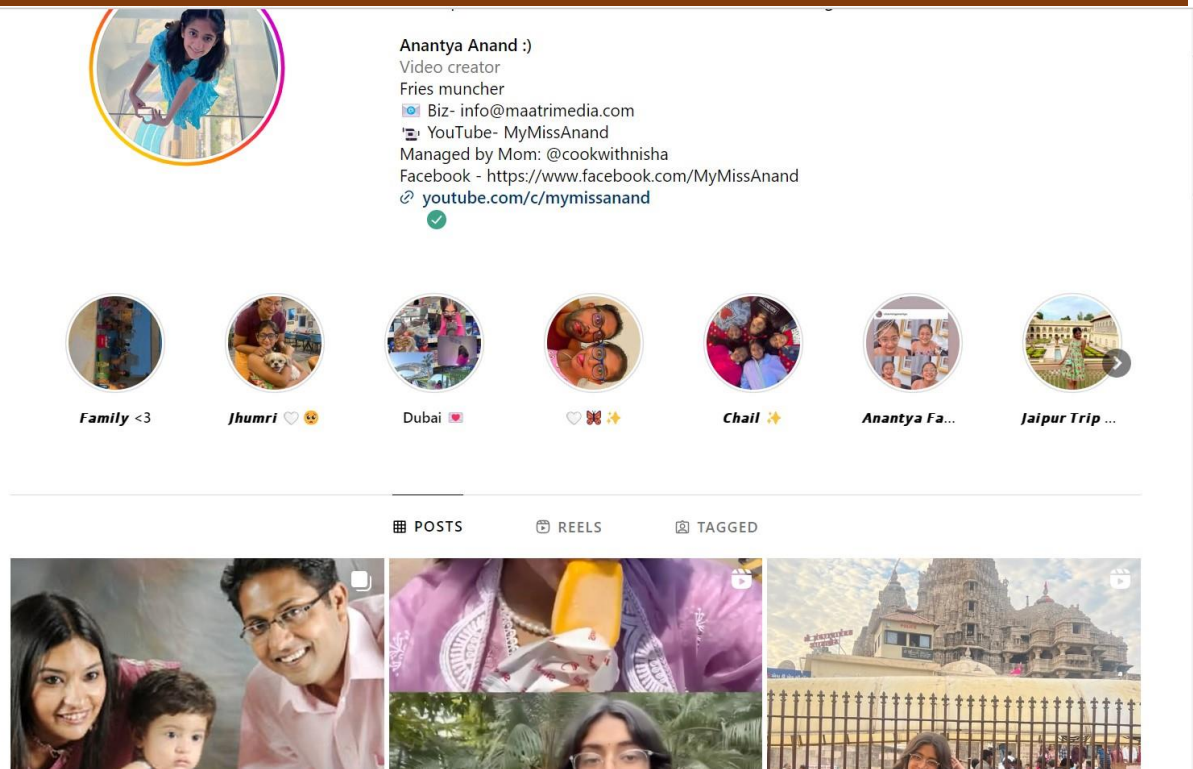 Anantya Anand :)
Video creator
Fries muncher
Biz- info@maatrimedia.com
YouTube- MyMissAnand
Managed by Mom: @cookwithnisha
Facebook - https://www.facebook.com/MyMissAnand
youtube.com/c/mymissanand
Family <3
Jhumri 🤍🥺
Dubai 💌
🤍🦋✨
Chail ✨
Anantya Fa...
Jaipur Trip ...
POSTS
REELS
TAGGED